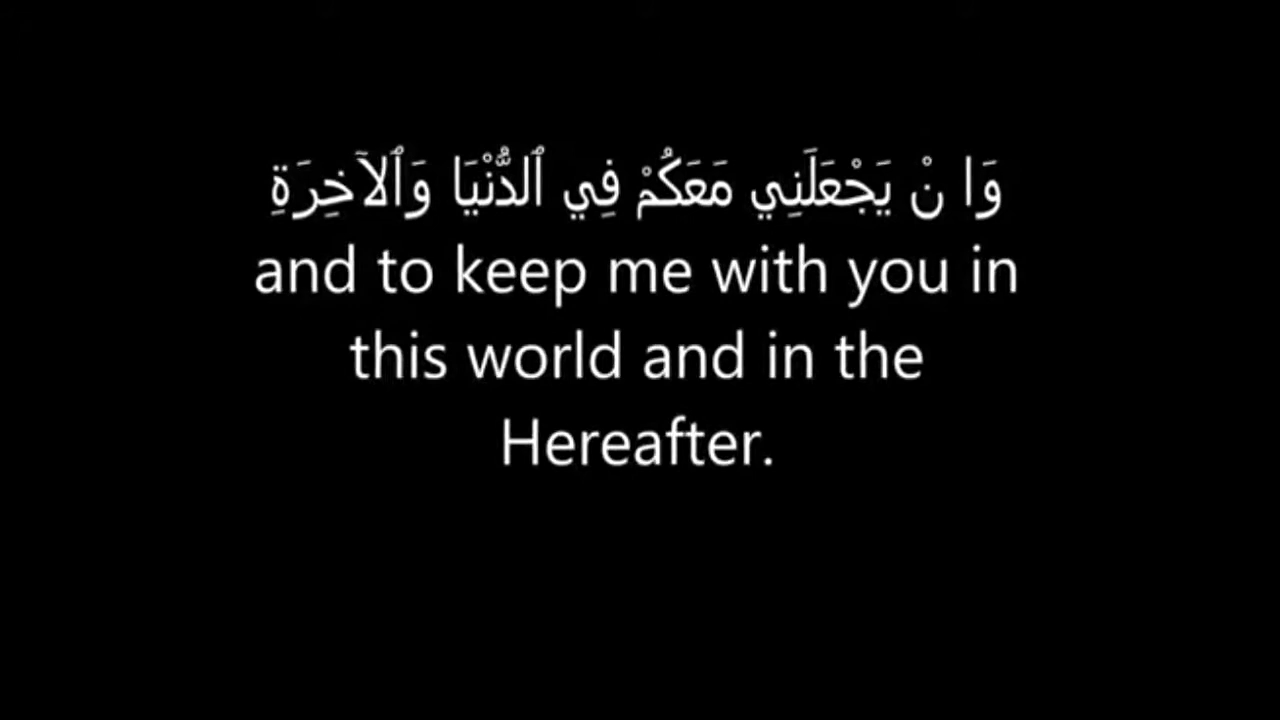 وَا نْ يَجْعَلَنِي مَعَكُمْ فِي ٱلدُّنْيَا وَٱلآخِرَةِ
and to keep me with you in
this world and in the
Hereafter.